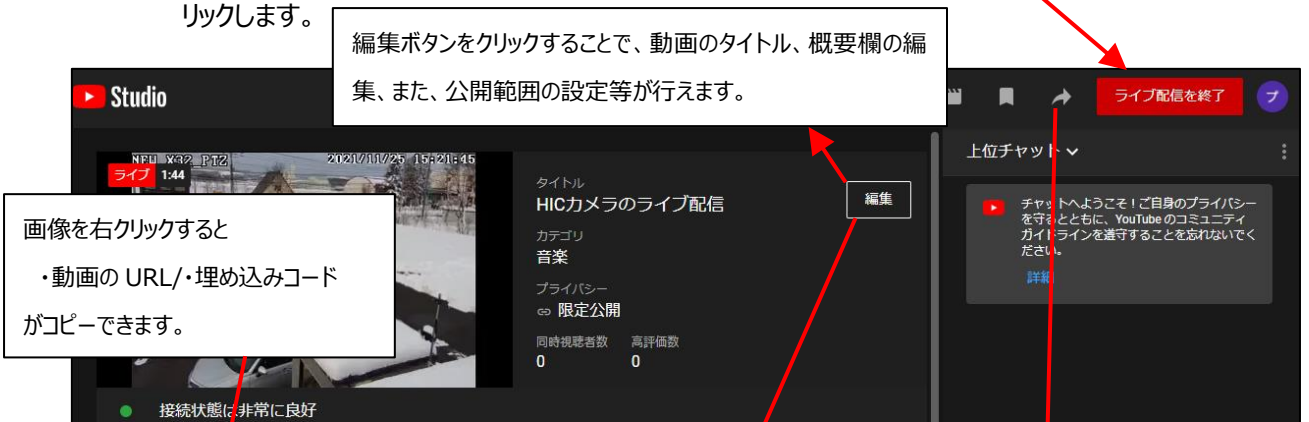 リックします。
編集ボタンをクリックすることで、動画のタイトル、概要欄の編
集、また、公開範囲の設定等が行えます。
Studio
ライブ配信を終了
プ
NEW X32 PTZ
2021/11/25 15:21:45
ライブ 1:44
画像を右クリックすると
・動画の URL/・埋め込みコード
がコピーできます。
タイトル
HICカメラのライブ配信
編集
カテゴリ
音楽
プライバシー
限定公開
同時視聴者数 高評価数
0 0
接続状態は非常に良好
上位チャット
チャットへようこそ！ご自身のプライバシー
を守るとともに、YouTube のコミュニティ
ガイドラインを遵守することを忘れないでく
ださい。
詳細